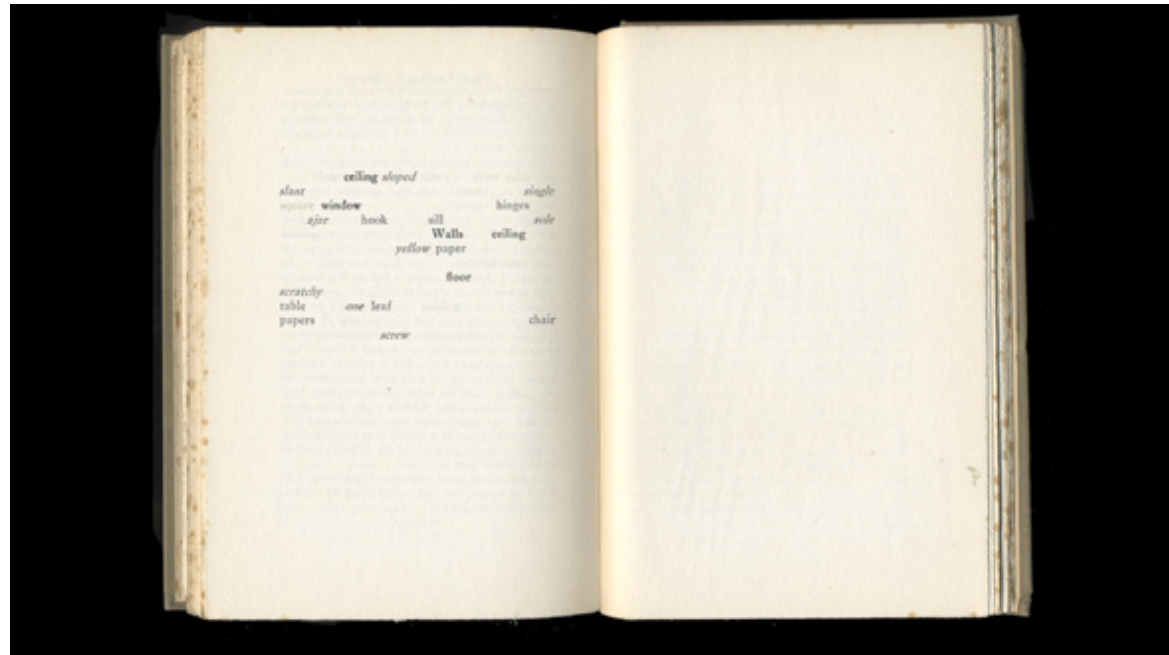 ceiling sloped
slant single
square window hinges
ajar hook sill sole
Walls ceiling
yellow paper
floor
scratchy
table one leaf
papers chair
screw